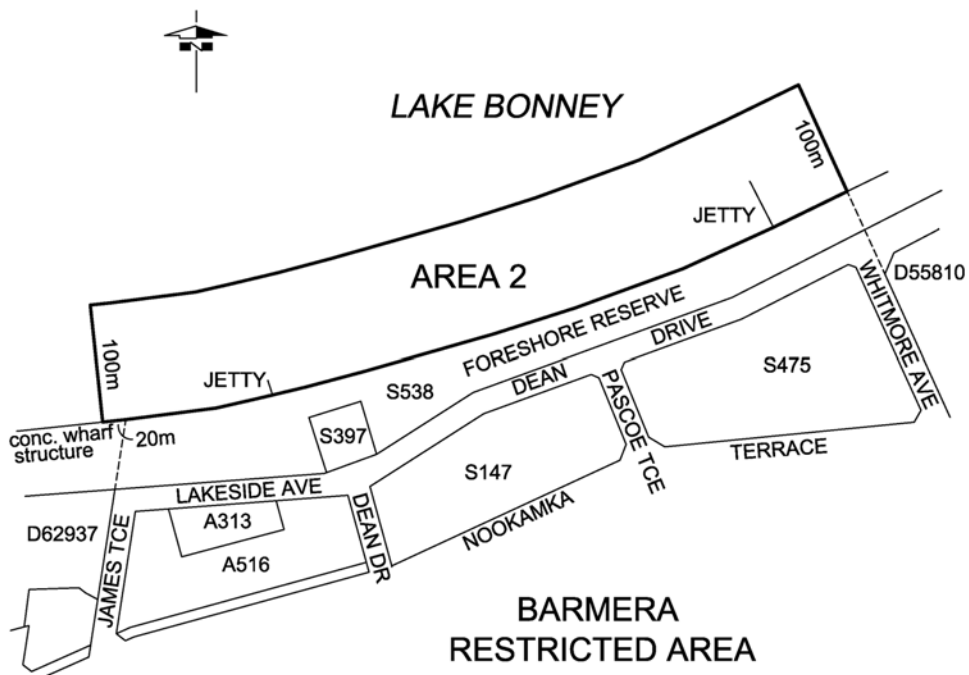 N
LAKE BONNEY
100m
JETTY
AREA 2
WHITMORE AVE
D55810
FORESHORE RESERVE
100m
JETTY
S538
DEAN
DRIVE
S475
PASCOE TCE
conc. wharf
structure
20m
S397
TERRACE
S147
LAKESIDE AVE
NOOKAMKA
D62937
A313
DEAN DR
JAMES TCE
A516
BARMERA
RESTRICTED AREA